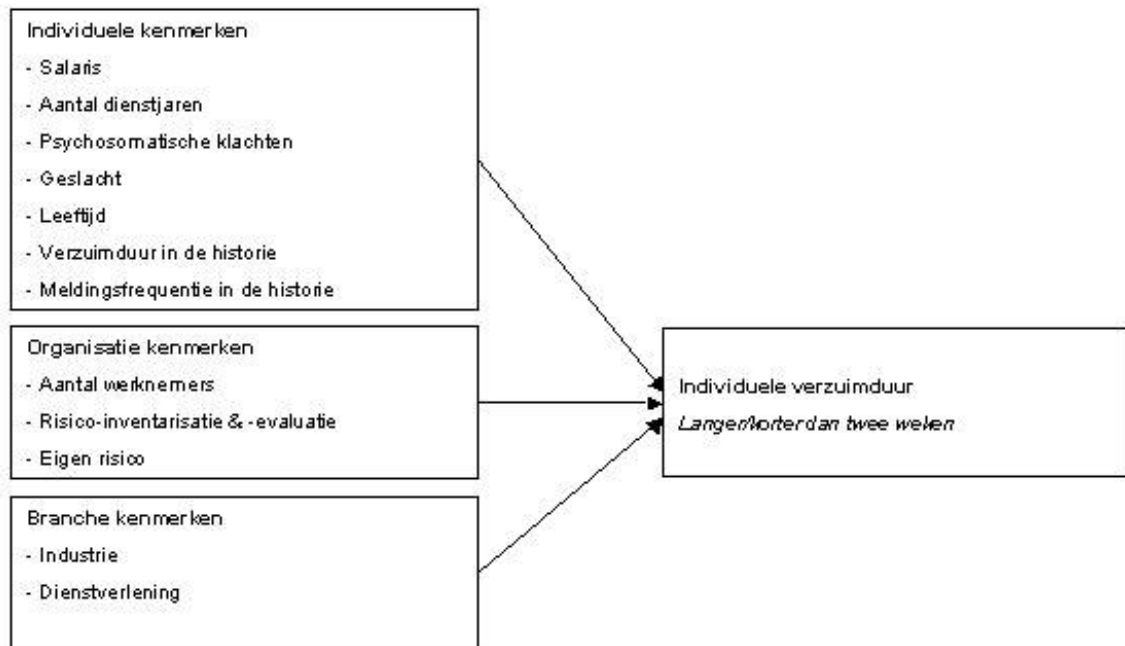 Individuele kenmerken
- Salaris
- Aantal dienstjaren
- Psychosomatische klachten
- Geslacht
- Leeftijd
- Verzuimduur in de historie
- Meldingsfrequentie in de historie
Organisatie kenmerken
- Aantal werknemers
- Risico-inventarisatie & -evaluatie
- Eigen risico
Branche kenmerken
- Industrie
- Dienstverlening
Individuele verzuimduur
Langer/korter dan twee weken